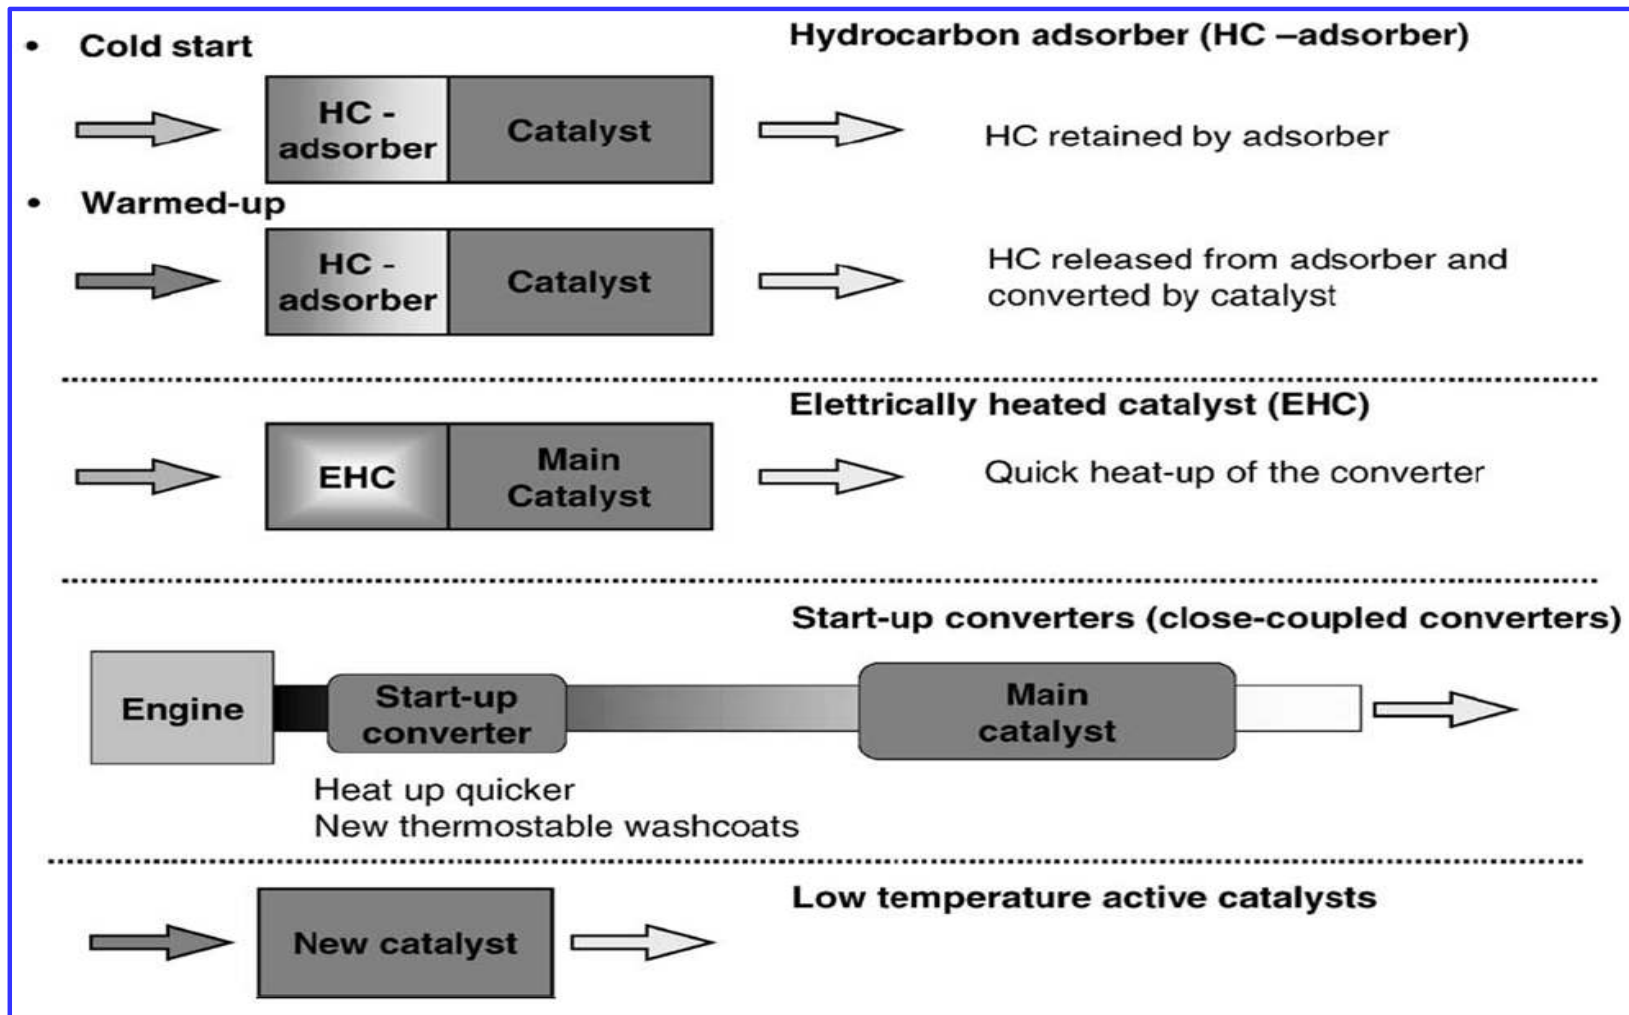 • Cold start
Hydrocarbon adsorber (HC –adsorber)
HC -
adsorber
Catalyst
HC retained by adsorber
• Warmed-up
HC -
adsorber
Catalyst
HC released from adsorber and
converted by catalyst
Elettrically heated catalyst (EHC)
EHC
Main
Catalyst
Quick heat-up of the converter
Start-up converters (close-coupled converters)
Engine
Start-up
converter
Main
catalyst
Heat up quicker
New thermostable washcoats
Low temperature active catalysts
New catalyst